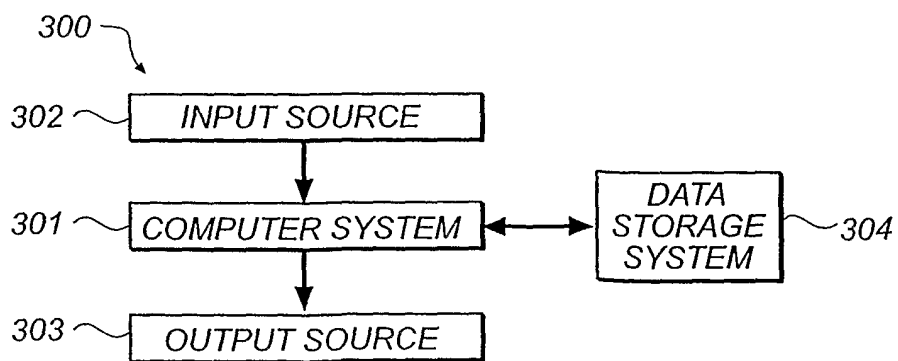 300
302
INPUT SOURCE
301
COMPUTER SYSTEM
DATA
STORAGE
SYSTEM
304
303
OUTPUT SOURCE